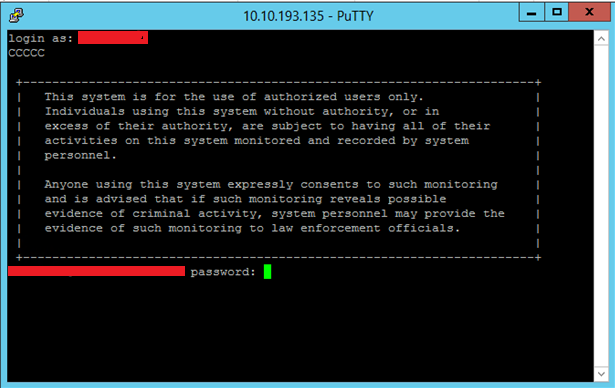 10.10.193.135 - PuTTY
login as:
CCCCC
This system is for the use of authorized users only.
Individuals using this system without authority, or in
excess of their authority, are subject to having all of their
activities on this system monitored and recorded by system
personnel.
Anyone using this system expressly consents to such monitoring
and is advised that if such monitoring reveals possible
evidence of criminal activity, system personnel may provide the
evidence of such monitoring to law enforcement officials.
password: